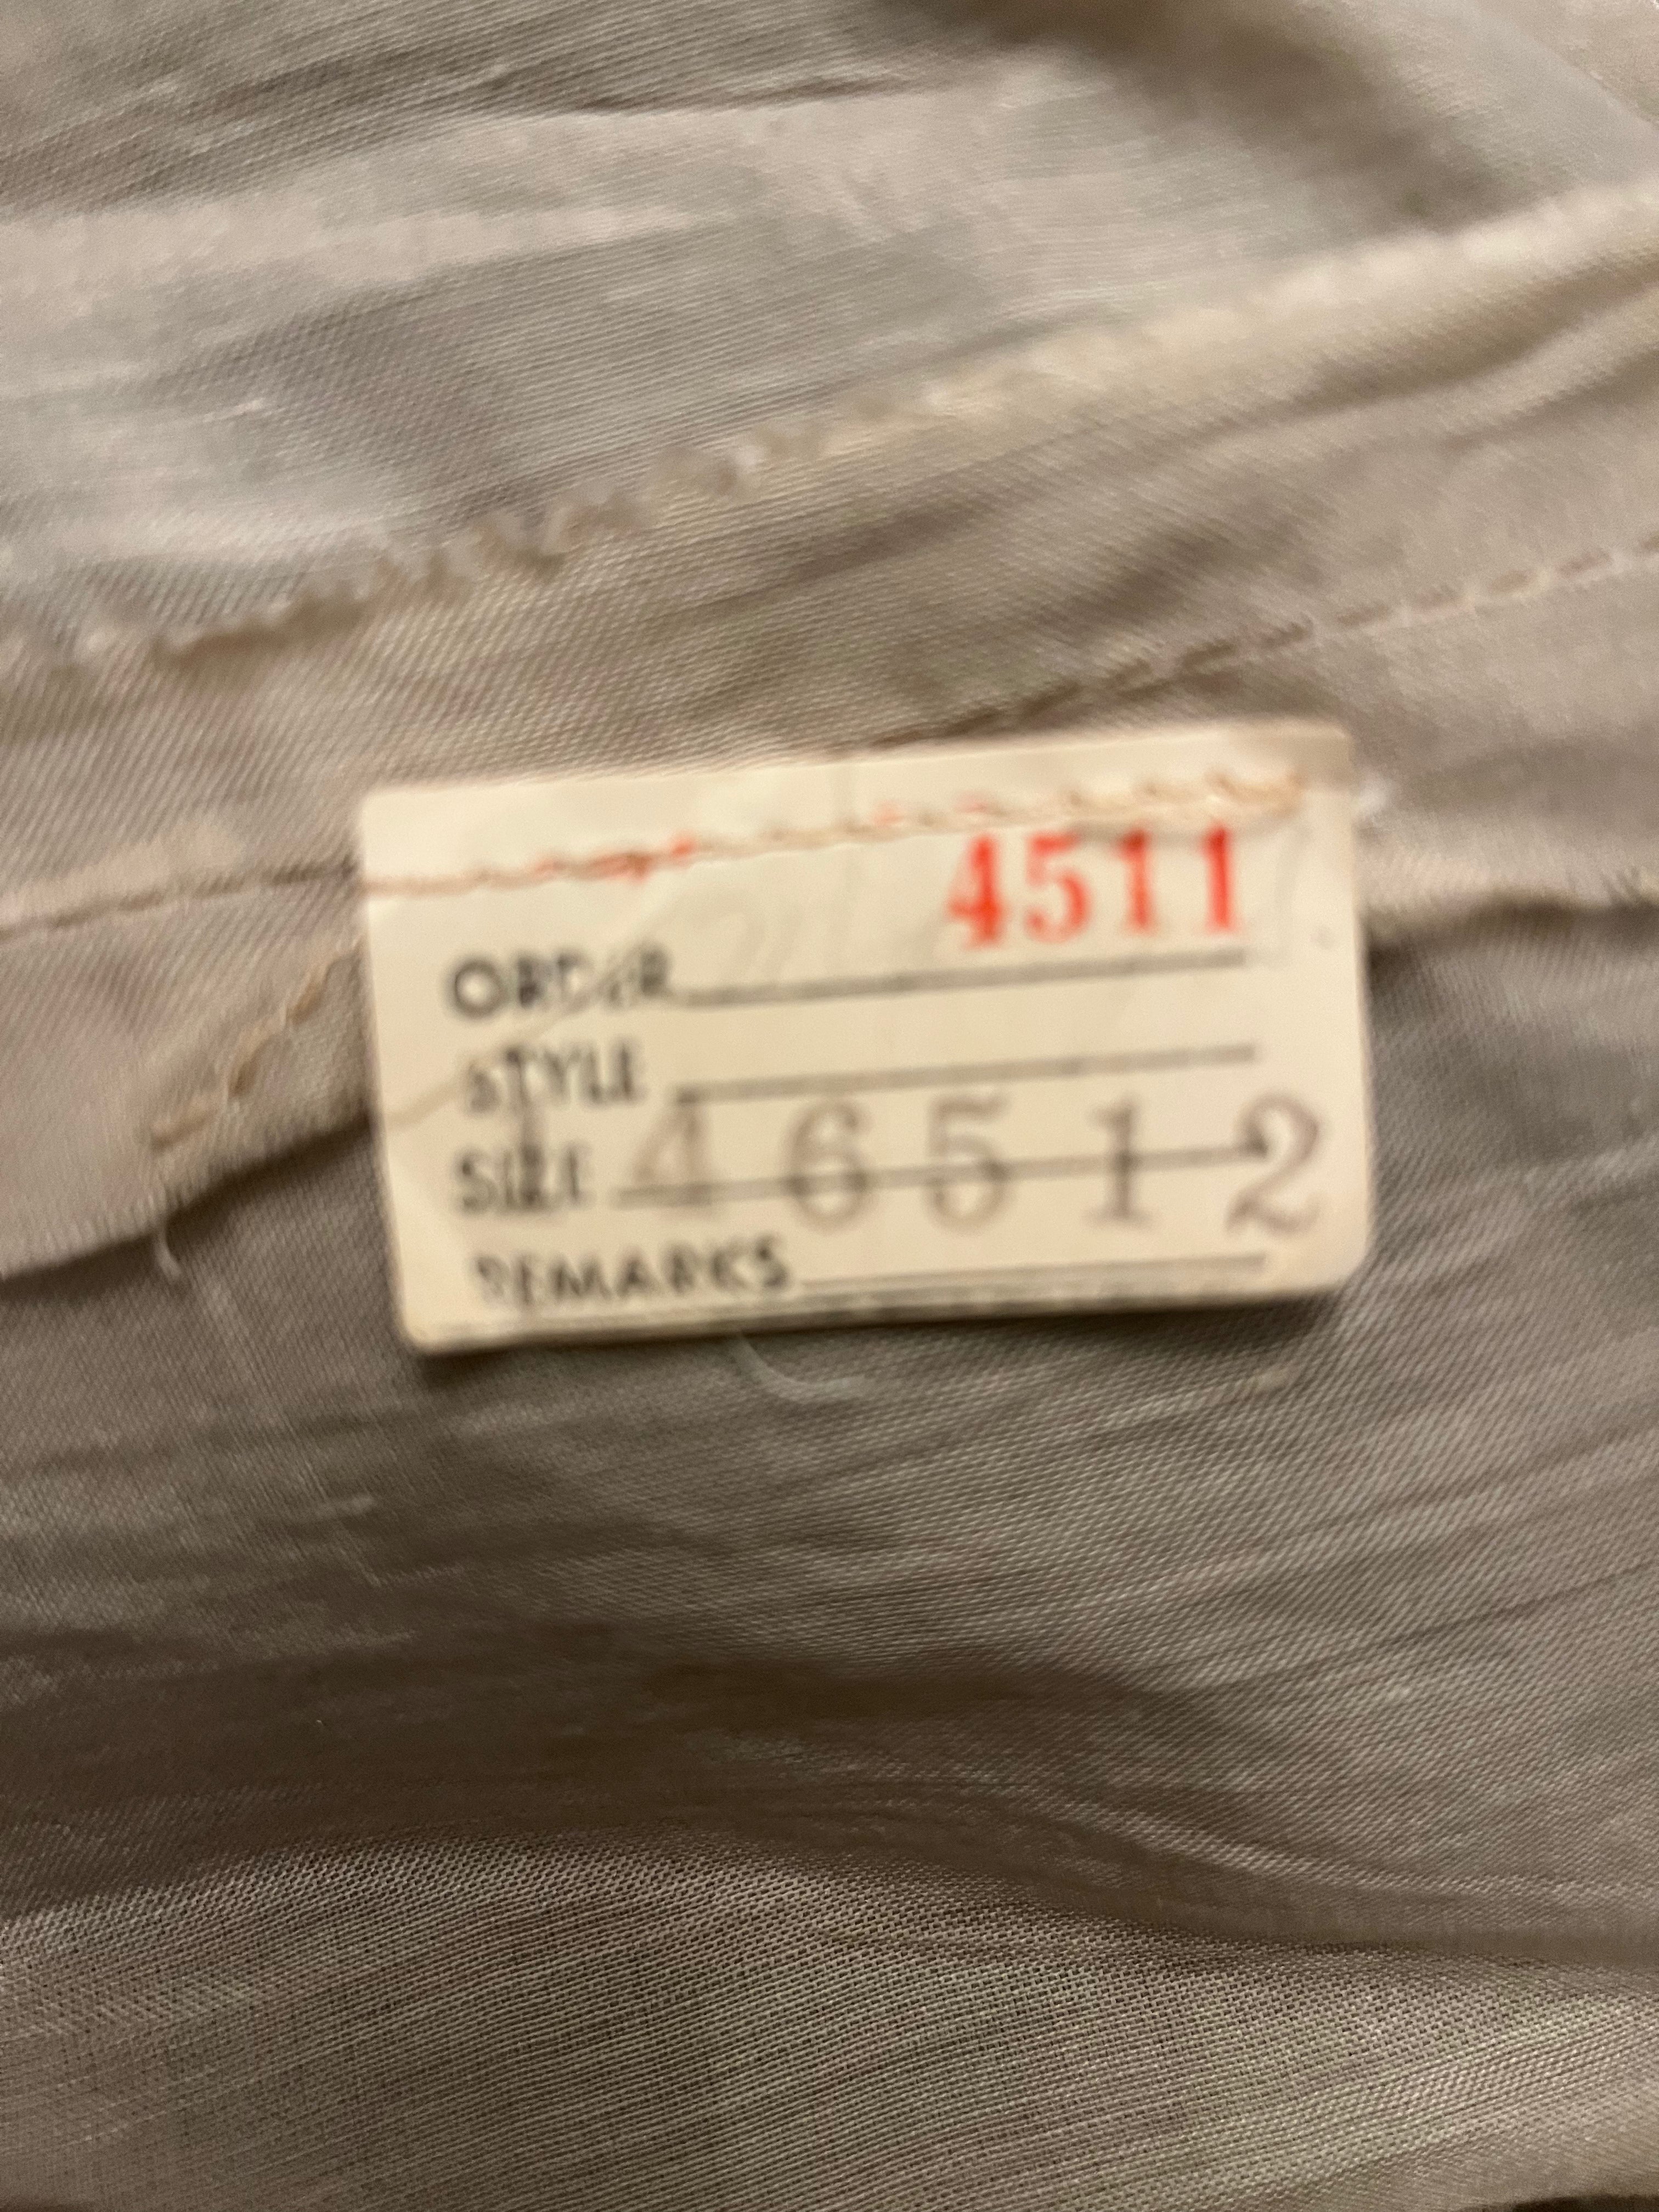 4511
ORDER
STYLE
SIZE 46512
REMARKS